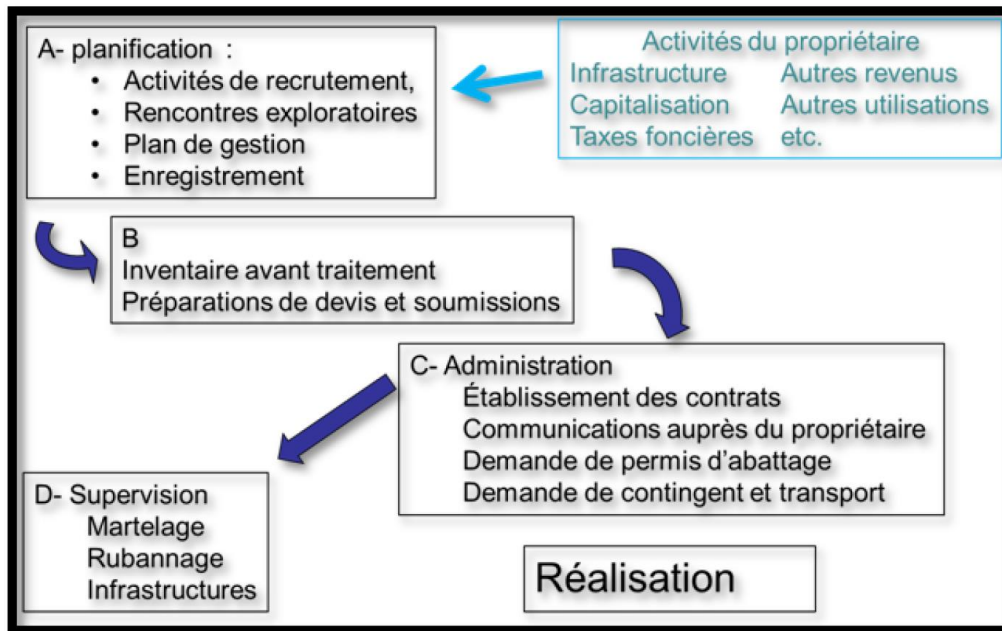 A- planification :
• Activités de recrutement,
• Rencontres exploratoires
• Plan de gestion
• Enregistrement
Activités du propriétaire
Infrastructure Autres revenus
Capitalisation Autres utilisations
Taxes foncières etc.
B
Inventaire avant traitement
Préparations de devis et soumissions
C- Administration
Établissement des contrats
Communications auprès du propriétaire
Demande de permis d'abattage
Demande de contingent et transport
D- Supervision
Martelage
Rubannage
Infrastructures
Réalisation